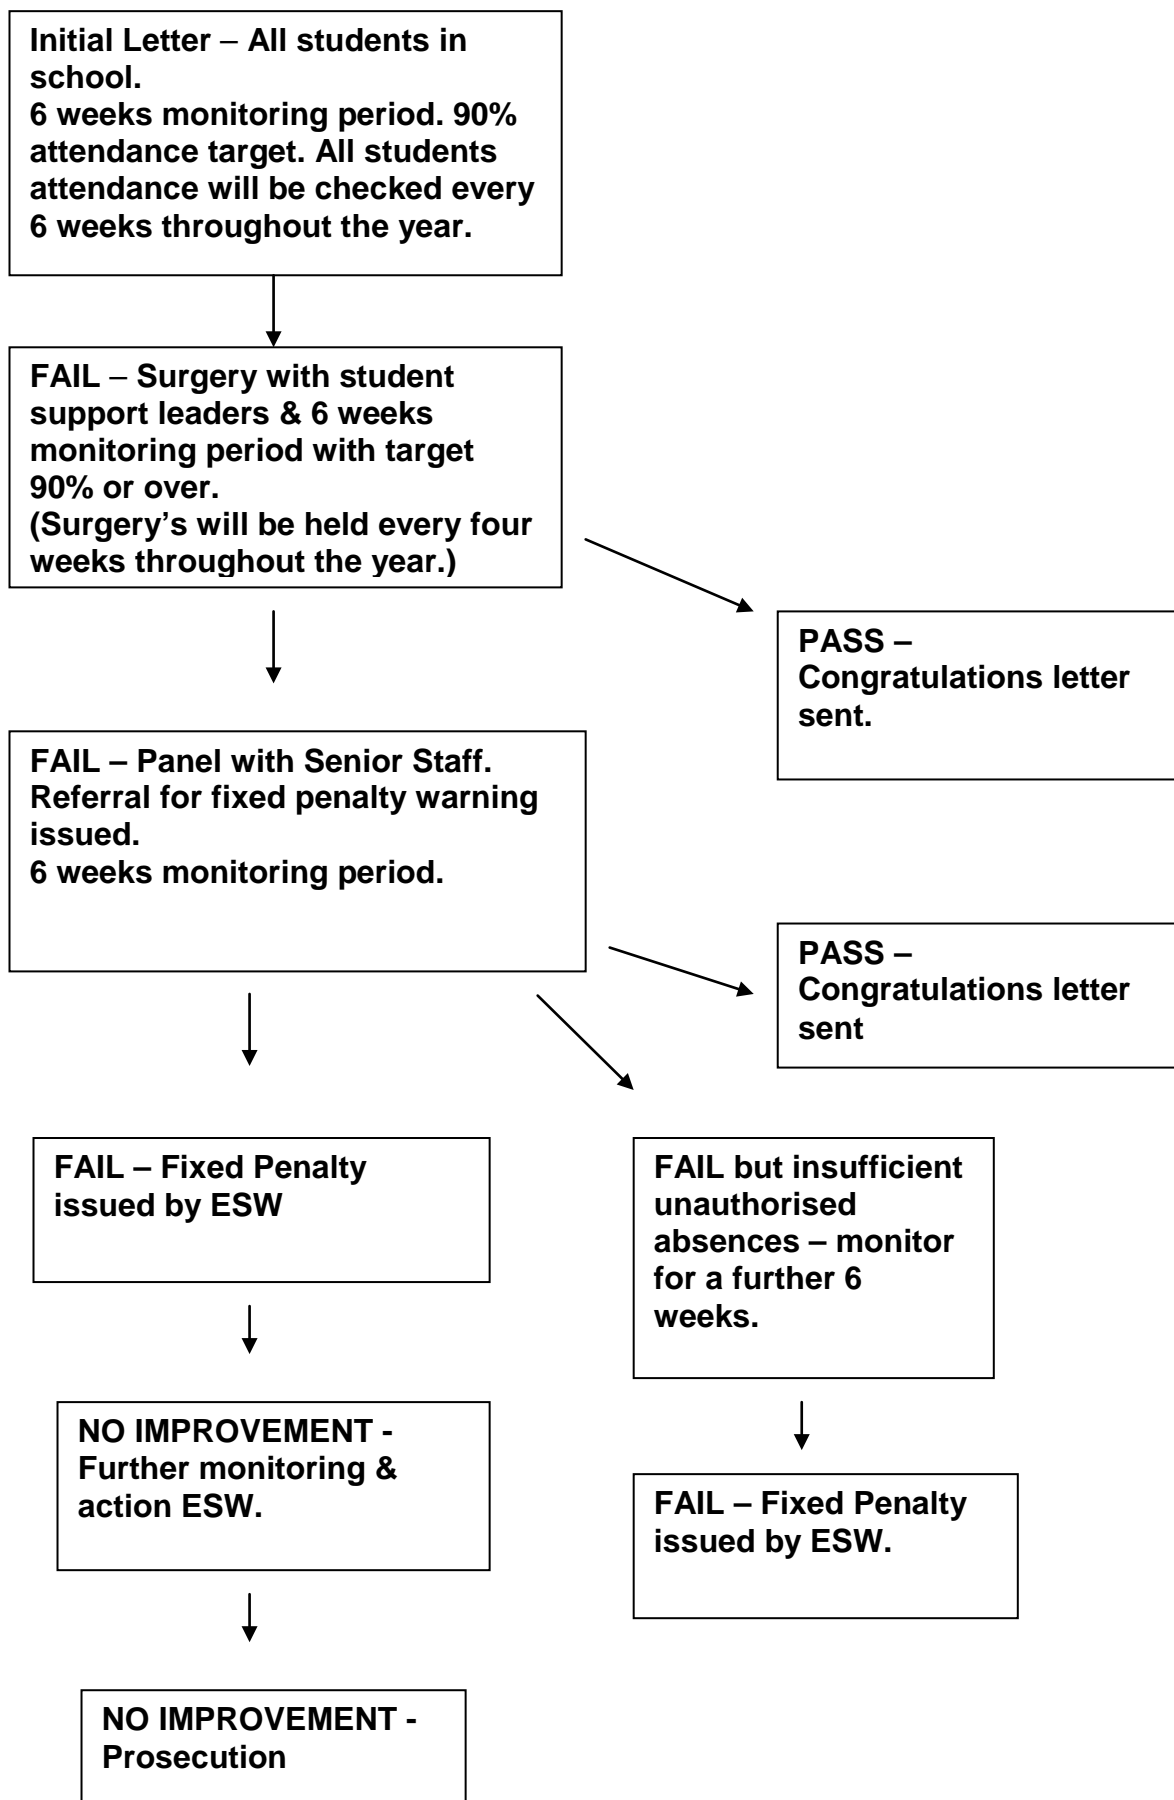 Initial Letter – All students in
school.
6 weeks monitoring period. 90%
attendance target. All students
attendance will be checked every
6 weeks throughout the year.
FAIL – Surgery with student
support leaders & 6 weeks
monitoring period with target
90% or over.
(Surgery’s will be held every four
weeks throughout the year.)
PASS –
Congratulations letter
sent.
FAIL – Panel with Senior Staff.
Referral for fixed penalty warning
issued.
6 weeks monitoring period.
PASS –
Congratulations letter
sent
FAIL – Fixed Penalty
issued by ESW
FAIL but insufficient
unauthorised
absences – monitor
for a further 6
weeks.
NO IMPROVEMENT -
Further monitoring &
action ESW.
FAIL – Fixed Penalty
issued by ESW.
NO IMPROVEMENT -
Prosecution